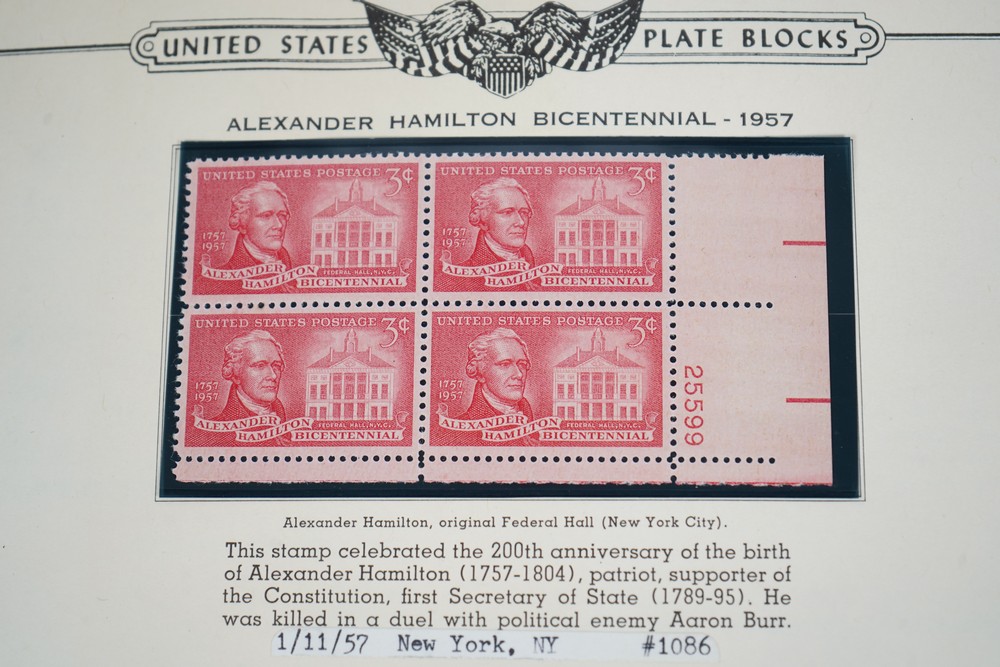 UNITED STATES PLATE BLOCKS
ALEXANDER HAMILTON BICENTENNIAL - 1957
UNITED STATES POSTAGE 3¢
1757
1957
ALEXANDER
HAMILTON
FEDERAL HALL, N.Y.C.
BICENTENNIAL
UNITED STATES POSTAGE 3¢
1757
1957
ALEXANDER
HAMILTON
FEDERAL HALL, N.Y.C.
BICENTENNIAL
UNITED STATES POSTAGE 3¢
1757
1957
ALEXANDER
HAMILTON
FEDERAL HALL, N.Y.C.
BICENTENNIAL
UNITED STATES POSTAGE 3¢
1757
1957
ALEXANDER
HAMILTON
FEDERAL HALL, N.Y.C.
BICENTENNIAL
25599
Alexander Hamilton, original Federal Hall (New York City).
This stamp celebrated the 200th anniversary of the birth
of Alexander Hamilton (1757-1804), patriot, supporter of
the Constitution, first Secretary of State (1789-95). He
was killed in a duel with political enemy Aaron Burr.
1/11/57 New York, NY #1086